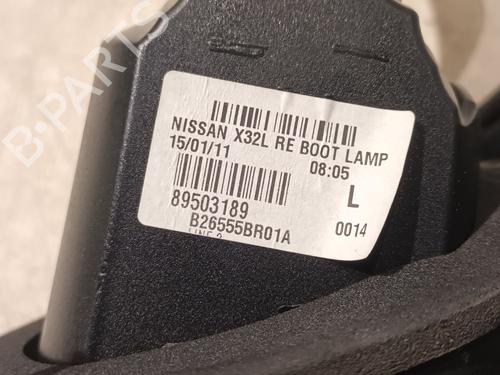 B-PARTS
NISSAN X32L RE BOOT LAMP
15/01/11 08:05
89503189 L
B26555BR01A 0014